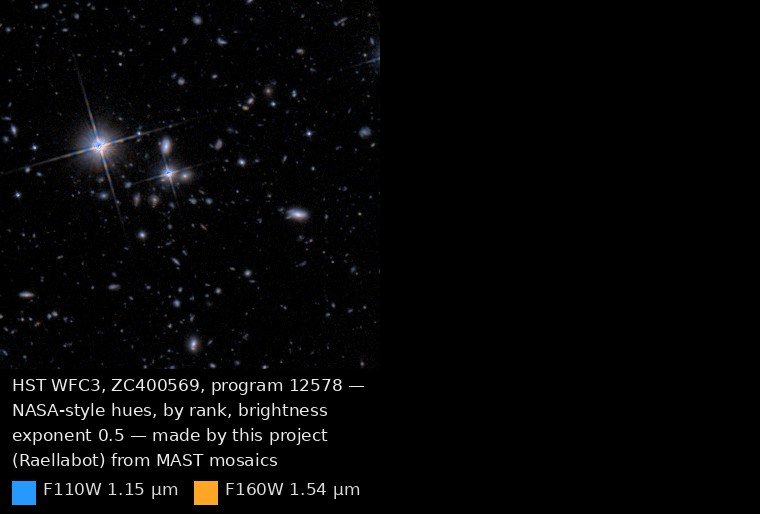 HST WFC3, ZC400569, program 12578 —
NASA-style hues, by rank, brightness
exponent 0.5 — made by this project
(Raellabot) from MAST mosaics
F110W 1.15 µm F160W 1.54 µm